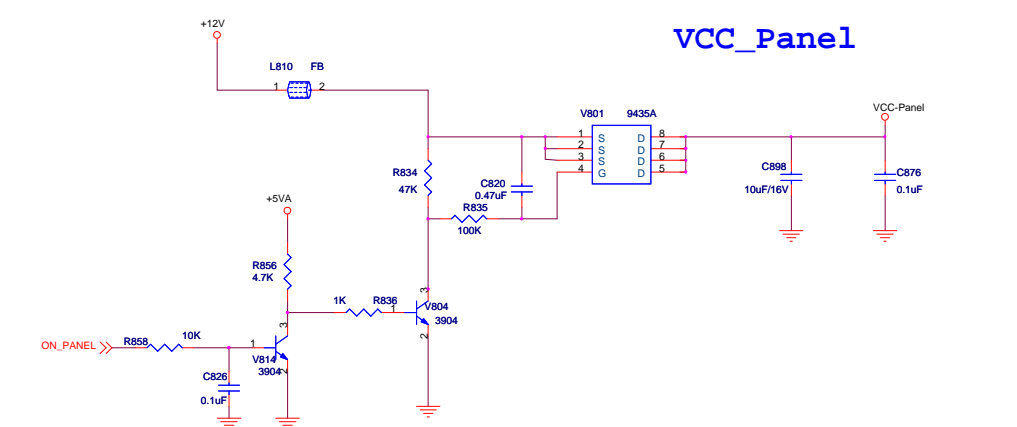 +12V
VCC_Panel
L810 FB
1 2
V801 9435A
VCC-Panel
1 S D 8
2 S D 7
3 S D 6
4 G D 5
R834
47K
C820
0.47uF
C898
10uF/16V
C876
0.1uF
+5VA
R835
100K
R856
4.7K
1K R836
1
3
V804
3904
2
ON_PANEL
R858
10K
1
3
V814
3904
2
C826
0.1uF